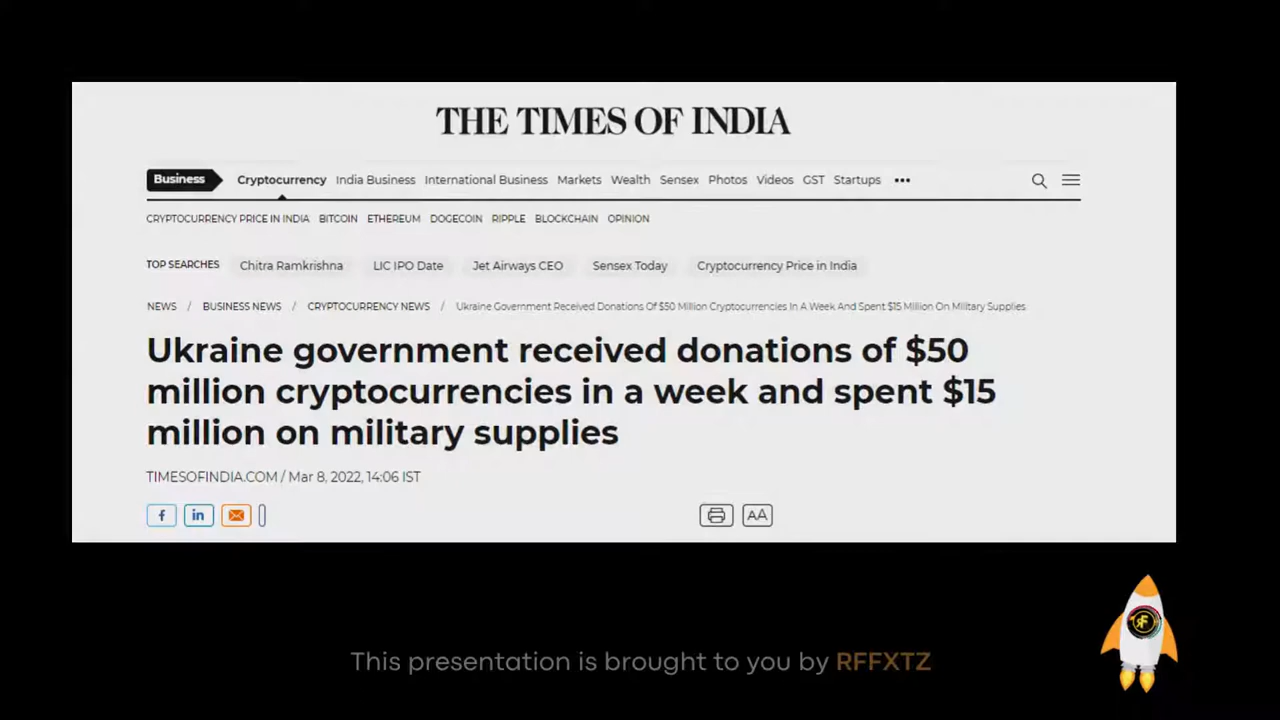 THE TIMES OF INDIA
Business Cryptocurrency India Business International Business Markets Wealth Sensex Photos Videos GST Startups •••
CRYPTOCURRENCY PRICE IN INDIA BITCOIN ETHEREUM DOGECOIN RIPPLE BLOCKCHAIN OPINION
TOP SEARCHES Chitra Ramkrishna LIC IPO Date Jet Airways CEO Sensex Today Cryptocurrency Price in India
NEWS / BUSINESS NEWS / CRYPTOCURRENCY NEWS / Ukraine Government Received Donations Of $50 Million Cryptocurrencies In A Week And Spent $15 Million On Military Supplies
Ukraine government received donations of $50
million cryptocurrencies in a week and spent $15
million on military supplies
TIMESOFINDIA.COM / Mar 8, 2022, 14:06 IST
f in AA
This presentation is brought to you by RFFXTZ